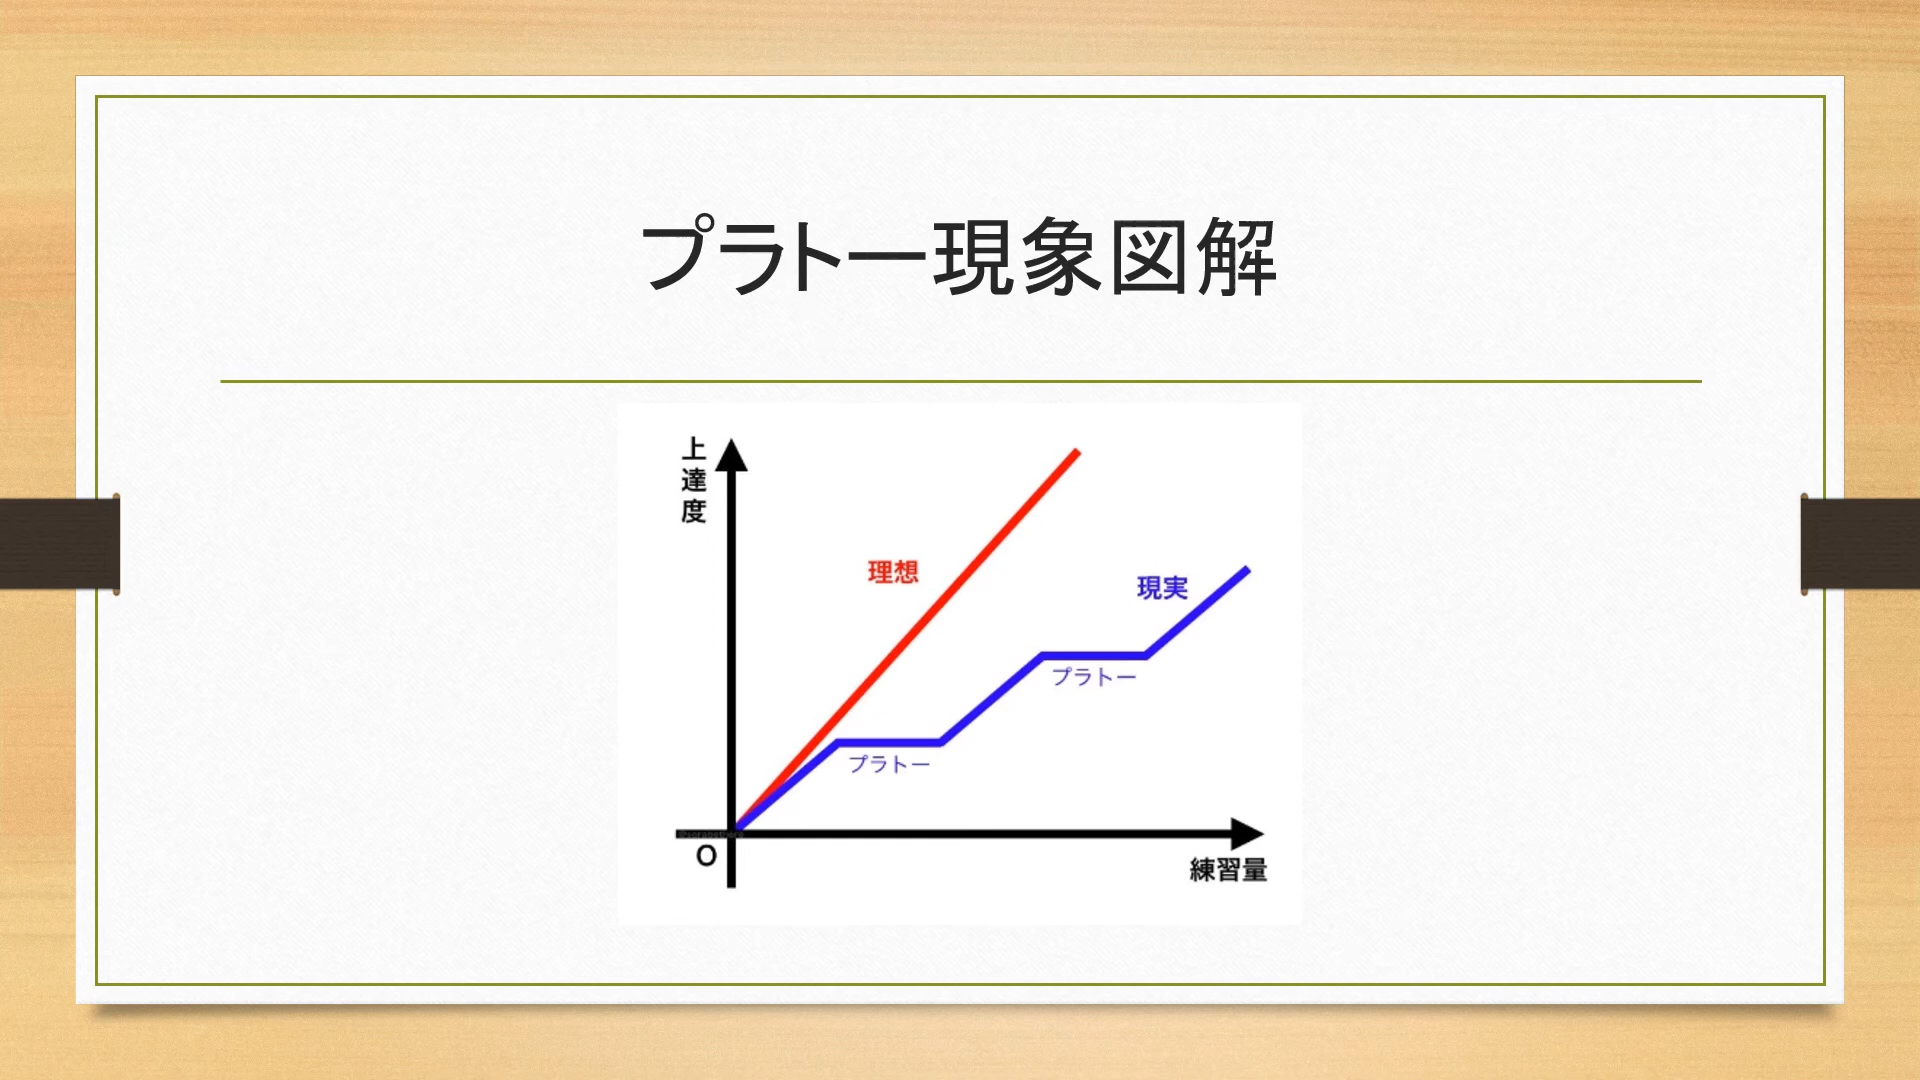 プラトー現象図解
上達度
理想
現実
プラトー
プラトー
O
練習量